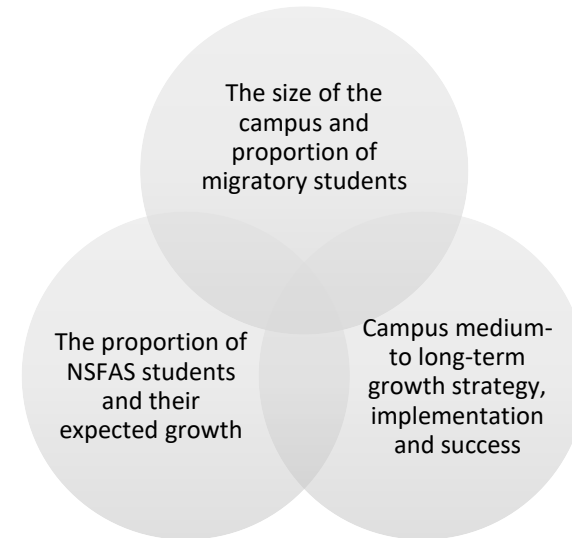 The size of the
campus and
proportion of
migratory students
The proportion of
NSFAS students
and their
expected growth
Campus medium-
to long-term
growth strategy,
implementation
and success